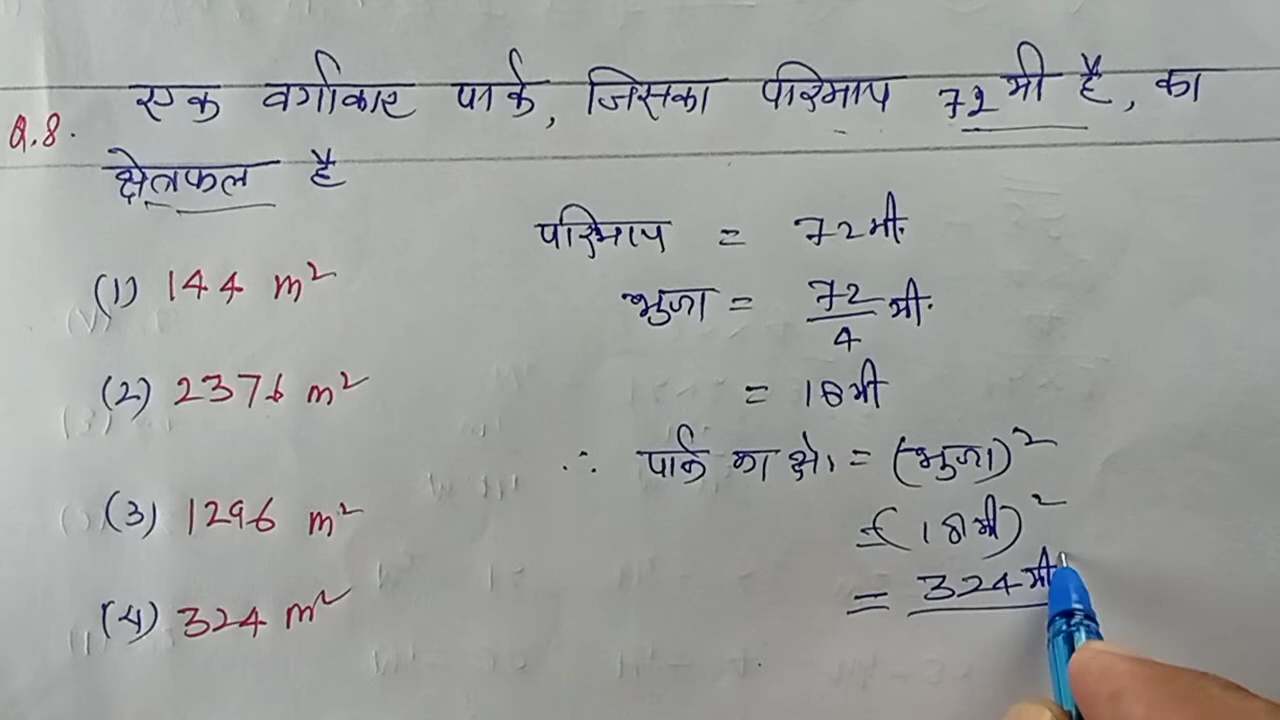 Q.8. एक वर्गाकार पार्क, जिसका परिमाप 72 मी है, का
क्षेत्रफल है
(1) 144 m²
(2) 2376 m²
(3) 1296 m²
(4) 324 m²
परिमाप = 72 मी.
भुजा = 72/4 मी.
= 18 मी
∴ पार्क का क्षे० = (भुजा)²
= (18 मी)²
= 324 मी